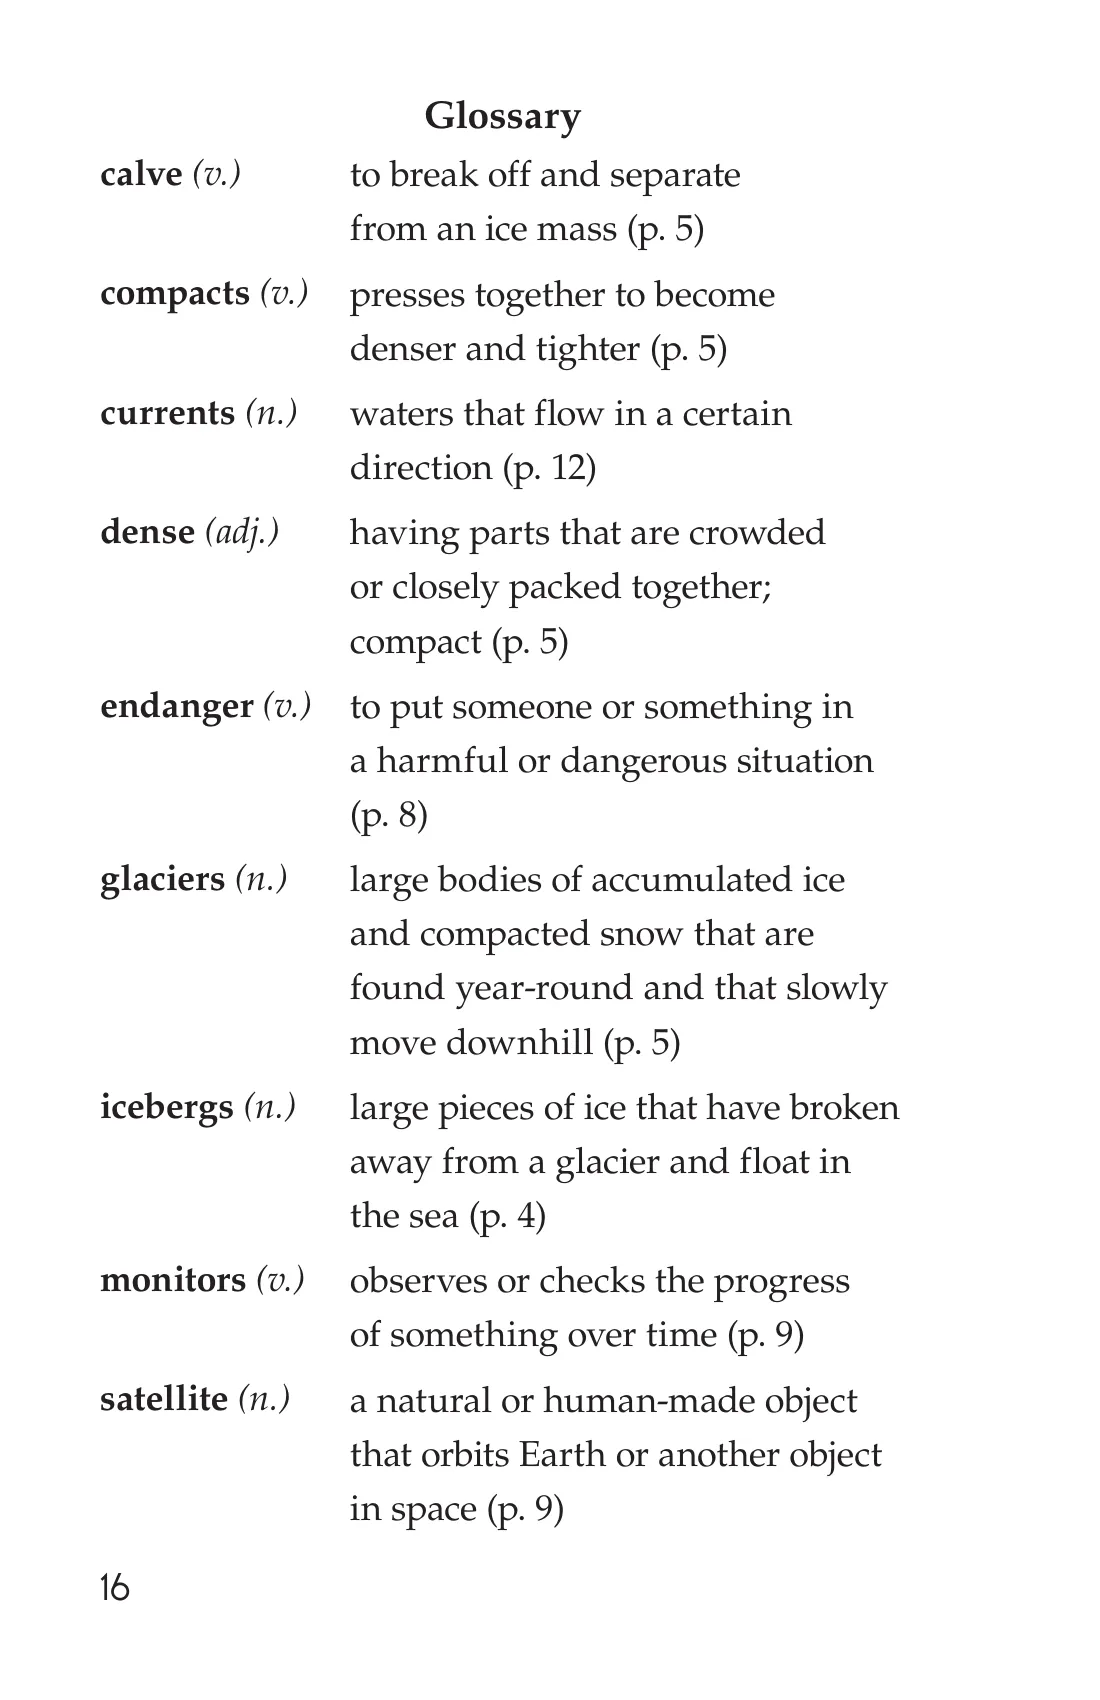 Glossary
calve (v.) to break off and separate
from an ice mass (p. 5)
compacts (v.) presses together to become
denser and tighter (p. 5)
currents (n.) waters that flow in a certain
direction (p. 12)
dense (adj.) having parts that are crowded
or closely packed together;
compact (p. 5)
endanger (v.) to put someone or something in
a harmful or dangerous situation
(p. 8)
glaciers (n.) large bodies of accumulated ice
and compacted snow that are
found year-round and that slowly
move downhill (p. 5)
icebergs (n.) large pieces of ice that have broken
away from a glacier and float in
the sea (p. 4)
monitors (v.) observes or checks the progress
of something over time (p. 9)
satellite (n.) a natural or human-made object
that orbits Earth or another object
in space (p. 9)
16